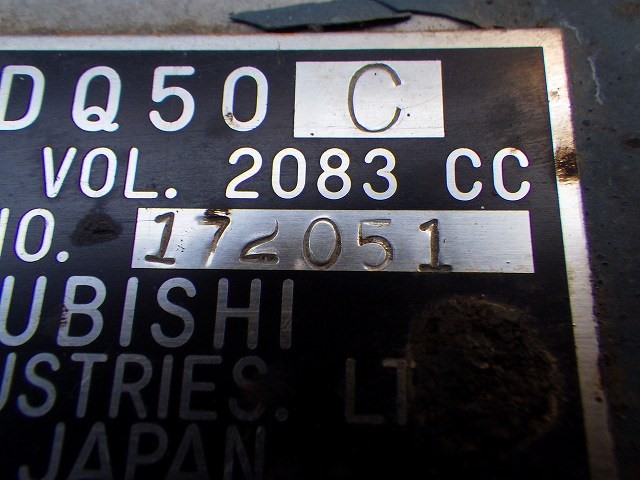 DQ50 C
VOL. 2083 CC
NO. 172051
UBISHI
USTRIES. LT
JAPAN